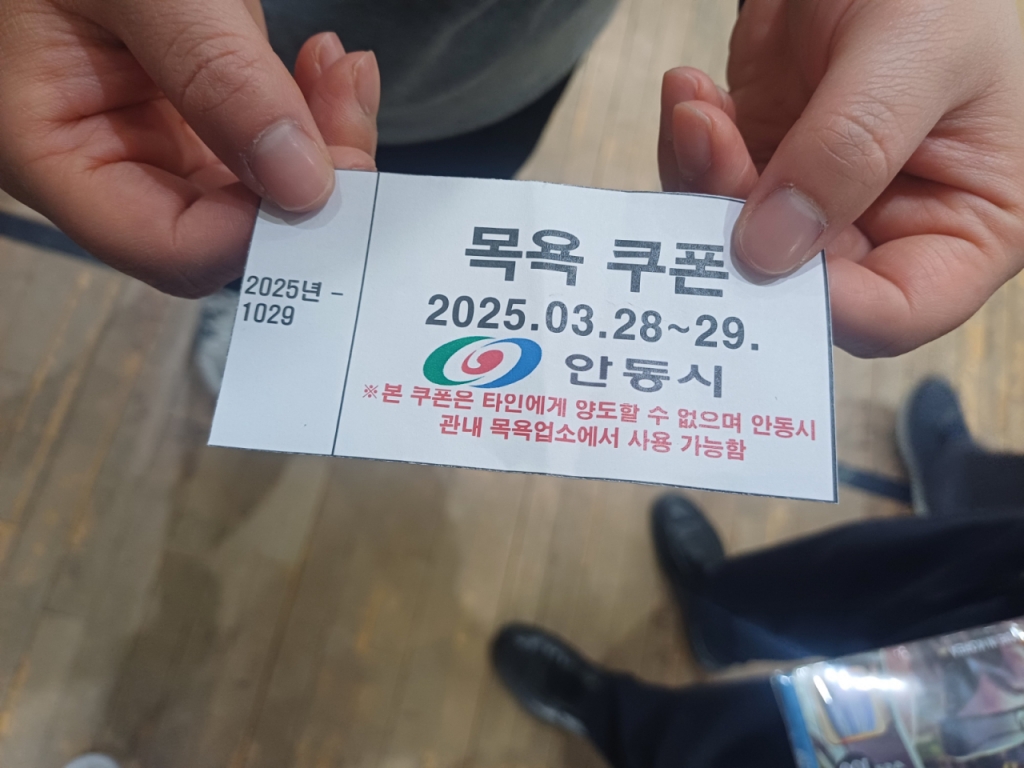 2025년 -
1029
목욕 쿠폰
2025.03.28~29.
안동시
※본 쿠폰은 타인에게 양도할 수 없으며 안동시
관내 목욕업소에서 사용 가능함